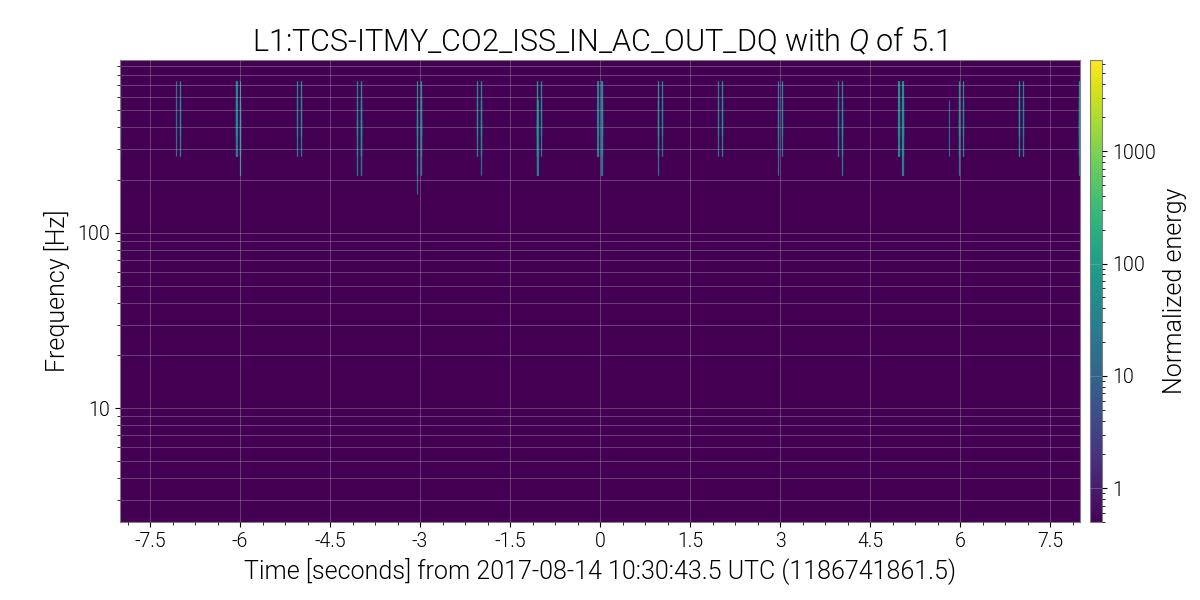 L1:TCS-ITMY_CO2_ISS_IN_AC_OUT_DQ with Q of 5.1
Frequency [Hz]
100
10
-7.5 -6 -4.5 -3 -1.5 0 1.5 3 4.5 6 7.5
Time [seconds] from 2017-08-14 10:30:43.5 UTC (1186741861.5)
1000
100
10
1
Normalized energy